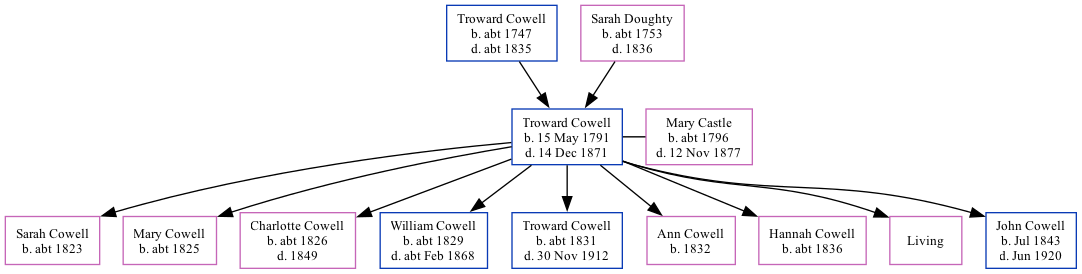 Troward Cowell
b. abt 1747
d. abt 1835
Sarah Doughty
b. abt 1753
d. 1836
Troward Cowell
b. 15 May 1791
d. 14 Dec 1871
Mary Castle
b. abt 1796
d. 12 Nov 1877
Sarah Cowell
b. abt 1823
Mary Cowell
b. abt 1825
Charlotte Cowell
b. abt 1826
d. 1849
William Cowell
b. abt 1829
d. abt Feb 1868
Troward Cowell
b. abt 1831
d. 30 Nov 1912
Ann Cowell
b. 1832
Hannah Cowell
b. abt 1836
Living
John Cowell
b. Jul 1843
d. Jun 1920